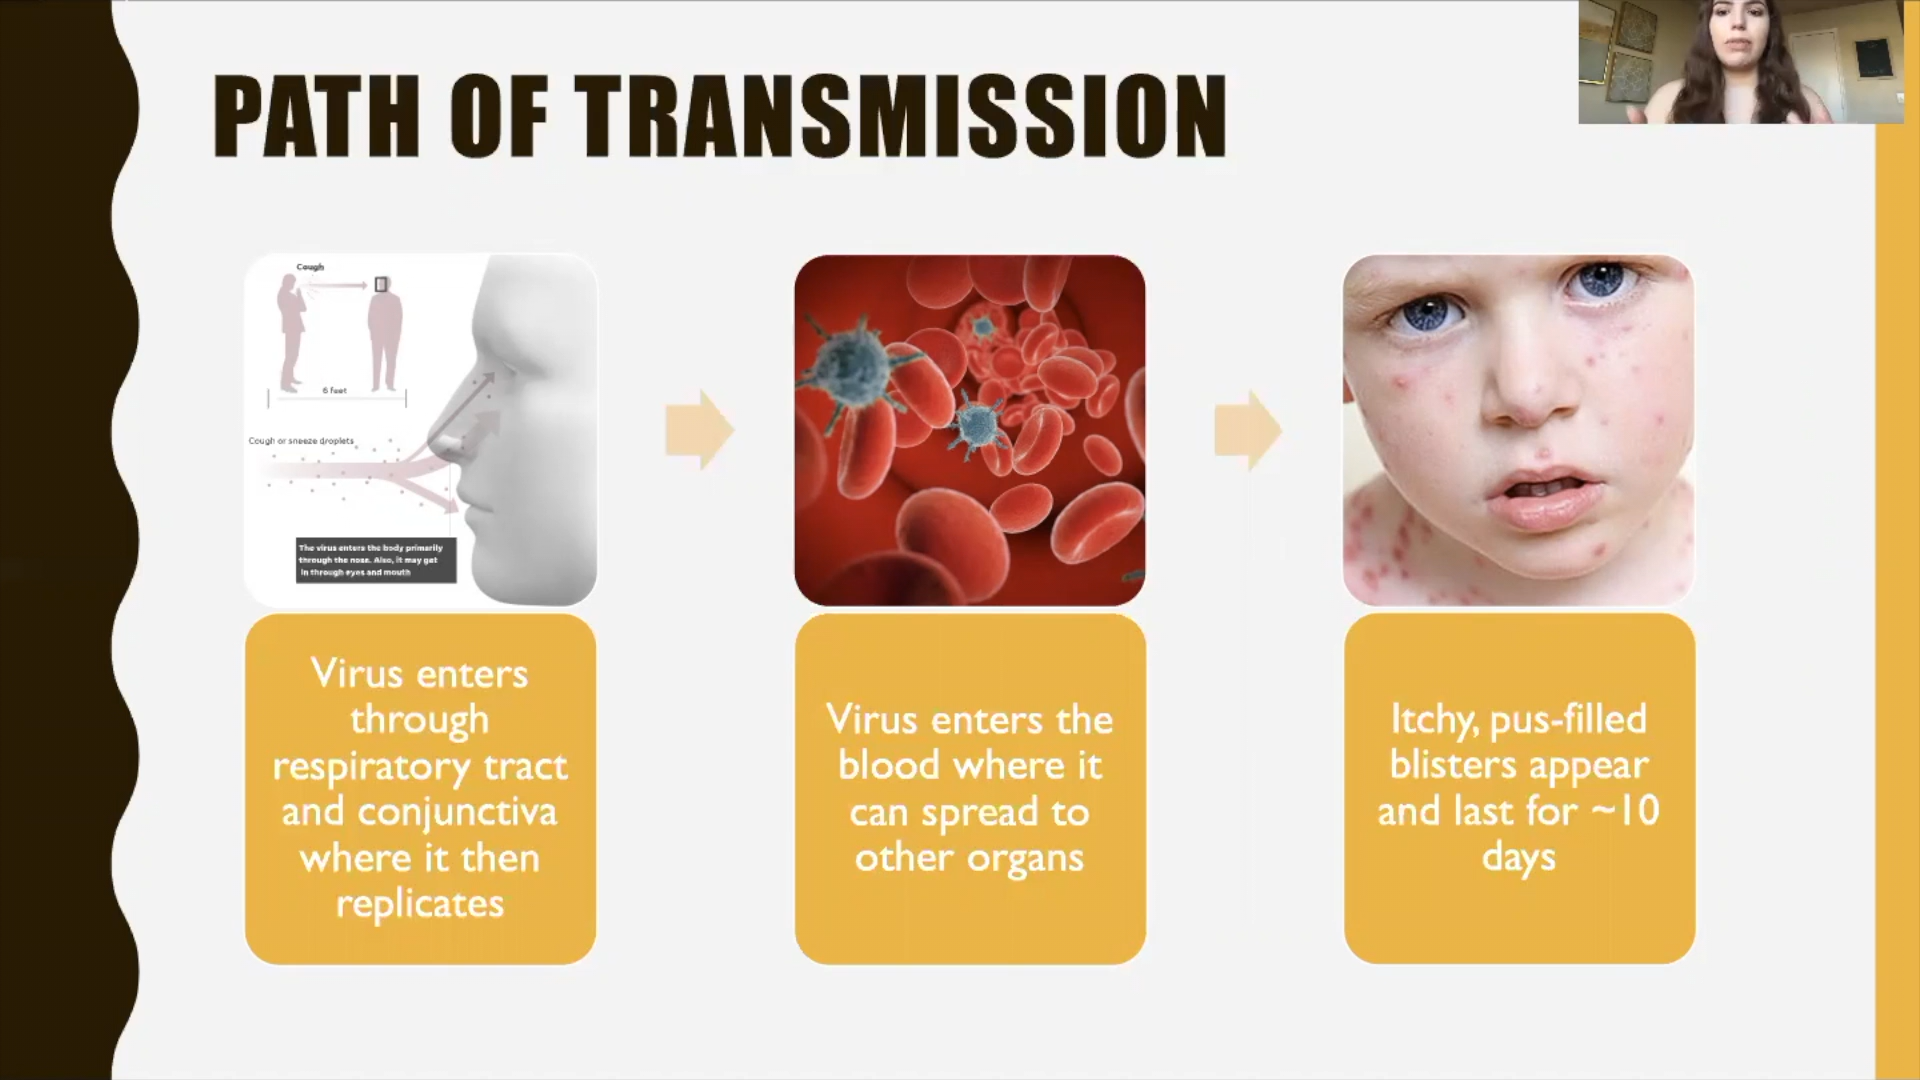 PATH OF TRANSMISSION
Cough
6 feet
Cough or sneeze droplets
The virus enters the body primarily
through the nose. Also, it may get
in through eyes and mouth
Virus enters
through
respiratory tract
and conjunctiva
where it then
replicates
Virus enters the
blood where it
can spread to
other organs
Itchy, pus-filled
blisters appear
and last for ~10
days